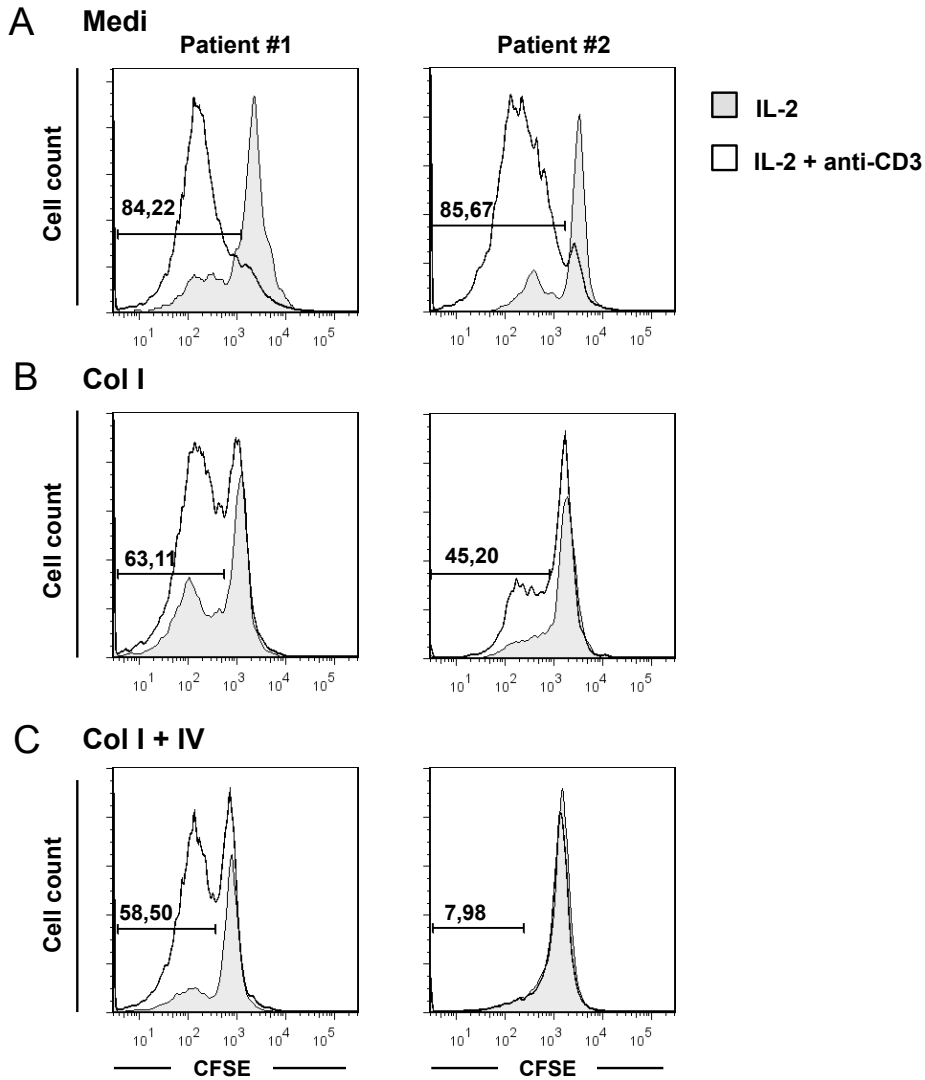 A Medi
Patient #1 Patient #2
IL-2
IL-2 + anti-CD3
Cell count
84,22
85,67
10¹ 10² 10³ 10⁴ 10⁵
10¹ 10² 10³ 10⁴ 10⁵
B Col I
Cell count
63,11
45,20
10¹ 10² 10³ 10⁴ 10⁵
10¹ 10² 10³ 10⁴ 10⁵
C Col I + IV
Cell count
58,50
7,98
10¹ 10² 10³ 10⁴ 10⁵
10¹ 10² 10³ 10⁴ 10⁵
CFSE CFSE